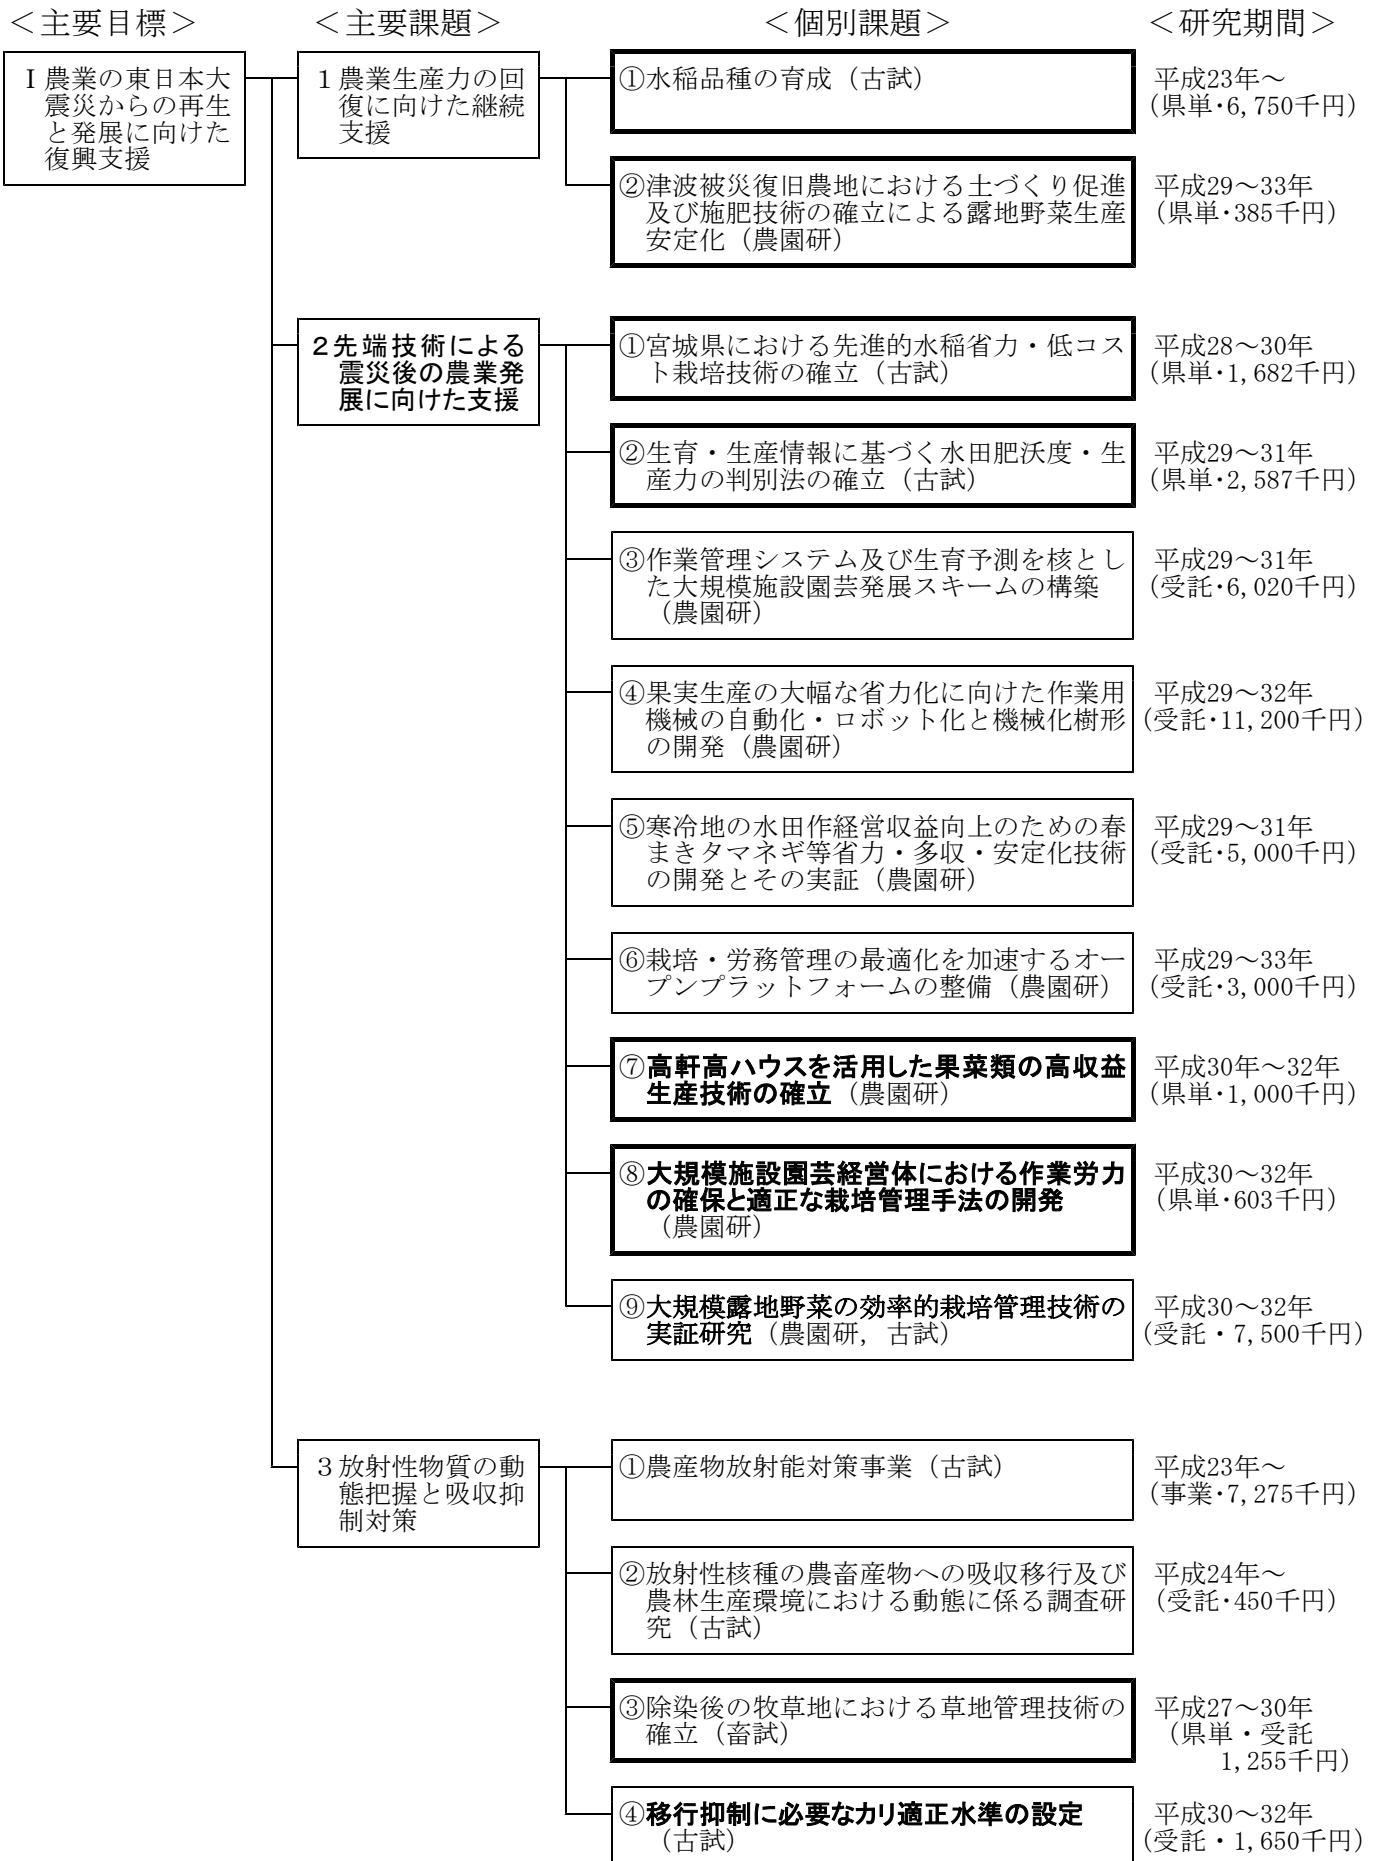 ＜主要目標＞
＜主要課題＞
＜個別課題＞
＜研究期間＞
Ⅰ農業の東日本大
震災からの再生
と発展に向けた
復興支援
１農業生産力の回
復に向けた継続
支援
①水稲品種の育成（古試）
平成23年～
（県単・6,750千円）
②津波被災復旧農地における土づくり促進
及び施肥技術の確立による露地野菜生産
安定化（農園研）
平成29～33年
（県単・385千円）
２先端技術による
震災後の農業発
展に向けた支援
①宮城県における先進的水稲省力・低コス
ト栽培技術の確立（古試）
平成28～30年
（県単・1,682千円）
②生育・生産情報に基づく水田肥沃度・生
産力の判別法の確立（古試）
平成29～31年
（県単・2,587千円）
③作業管理システム及び生育予測を核とし
た大規模施設園芸発展スキームの構築
（農園研）
平成29～31年
（受託・6,020千円）
④果実生産の大幅な省力化に向けた作業用
機械の自動化・ロボット化と機械化樹形
の開発（農園研）
平成29～32年
（受託・11,200千円）
⑤寒冷地の水田作経営収益向上のための春
まきタマネギ等省力・多収・安定化技術
の開発とその実証（農園研）
平成29～31年
（受託・5,000千円）
⑥栽培・労務管理の最適化を加速するオー
プンプラットフォームの整備（農園研）
平成29～33年
（受託・3,000千円）
⑦高軒高ハウスを活用した果菜類の高収益
生産技術の確立（農園研）
平成30年～32年
（県単・1,000千円）
⑧大規模施設園芸経営体における作業労力
の確保と適正な栽培管理手法の開発
（農園研）
平成30～32年
（県単・603千円）
⑨大規模露地野菜の効率的栽培管理技術の
実証研究（農園研，古試）
平成30～32年
（受託・7,500千円）
３放射性物質の動
態把握と吸収抑
制対策
①農産物放射能対策事業（古試）
平成23年～
（事業・7,275千円）
②放射性核種の農畜産物への吸収移行及び
農林生産環境における動態に係る調査研
究（古試）
平成24年～
（受託・450千円）
③除染後の牧草地における草地管理技術の
確立（畜試）
平成27～30年
（県単・受託
1,255千円）
④移行抑制に必要なカリ適正水準の設定
（古試）
平成30～32年
（受託・1,650千円）